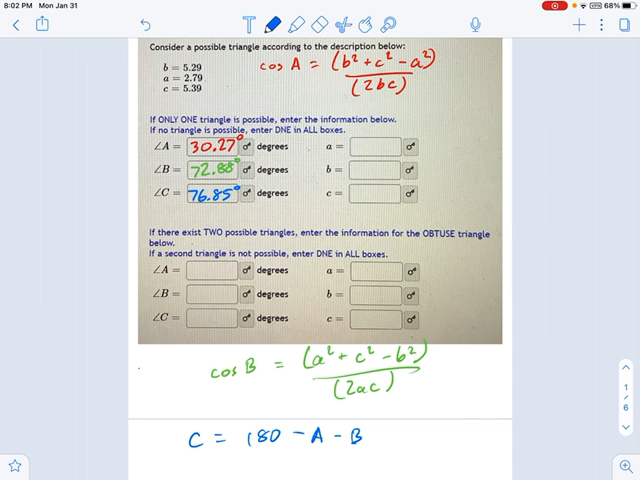 8:02 PM Mon Jan 31
68%
Consider a possible triangle according to the description below:
b = 5.29
a = 2.79
c = 5.39
cos A = (b² + c² - a²)
(2bc)
If ONLY ONE triangle is possible, enter the information below.
If no triangle is possible, enter DNE in ALL boxes.
∠A = 30.27° degrees a =
∠B = 72.88° degrees b =
∠C = 76.85° degrees c =
If there exist TWO possible triangles, enter the information for the OBTUSE triangle
below.
If a second triangle is not possible, enter DNE in ALL boxes.
∠A = degrees a =
∠B = degrees b =
∠C = degrees c =
cos B = (a² + c² - b²)
(2ac)
C = 180 - A - B
1
/
6